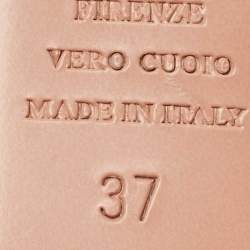 FIRENZE
VERO CUOIO
MADE IN ITALY
37